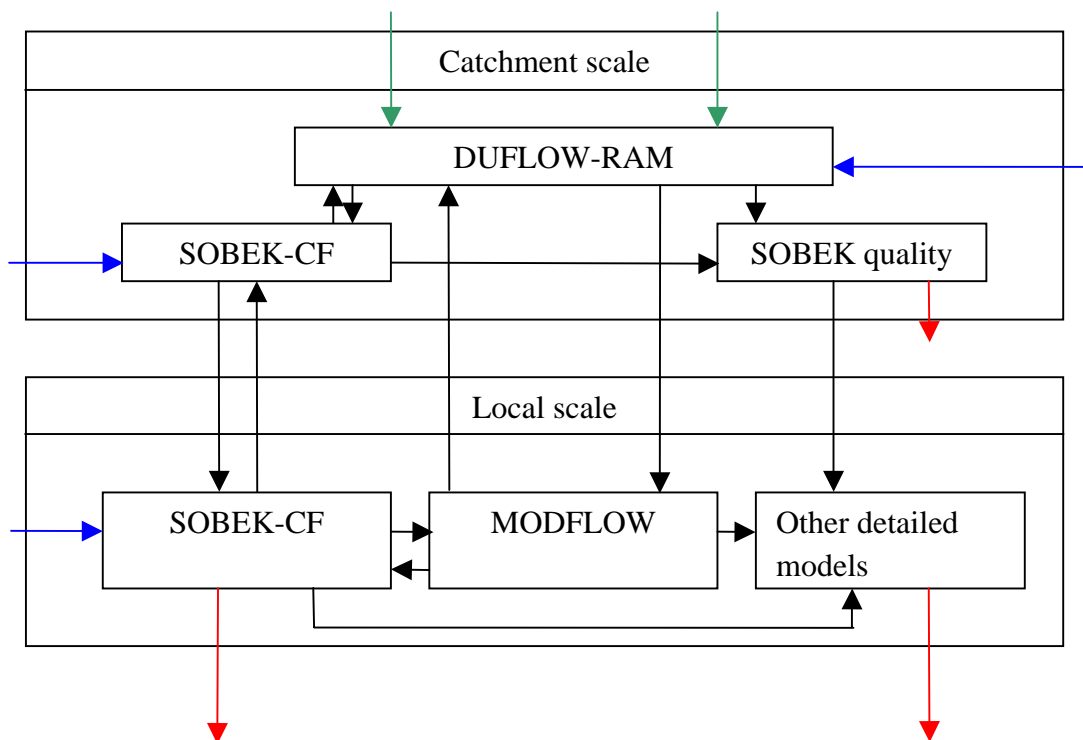 Catchment scale
DUFLOW-RAM
SOBEK-CF
SOBEK quality
Local scale
SOBEK-CF
MODFLOW
Other detailed
models